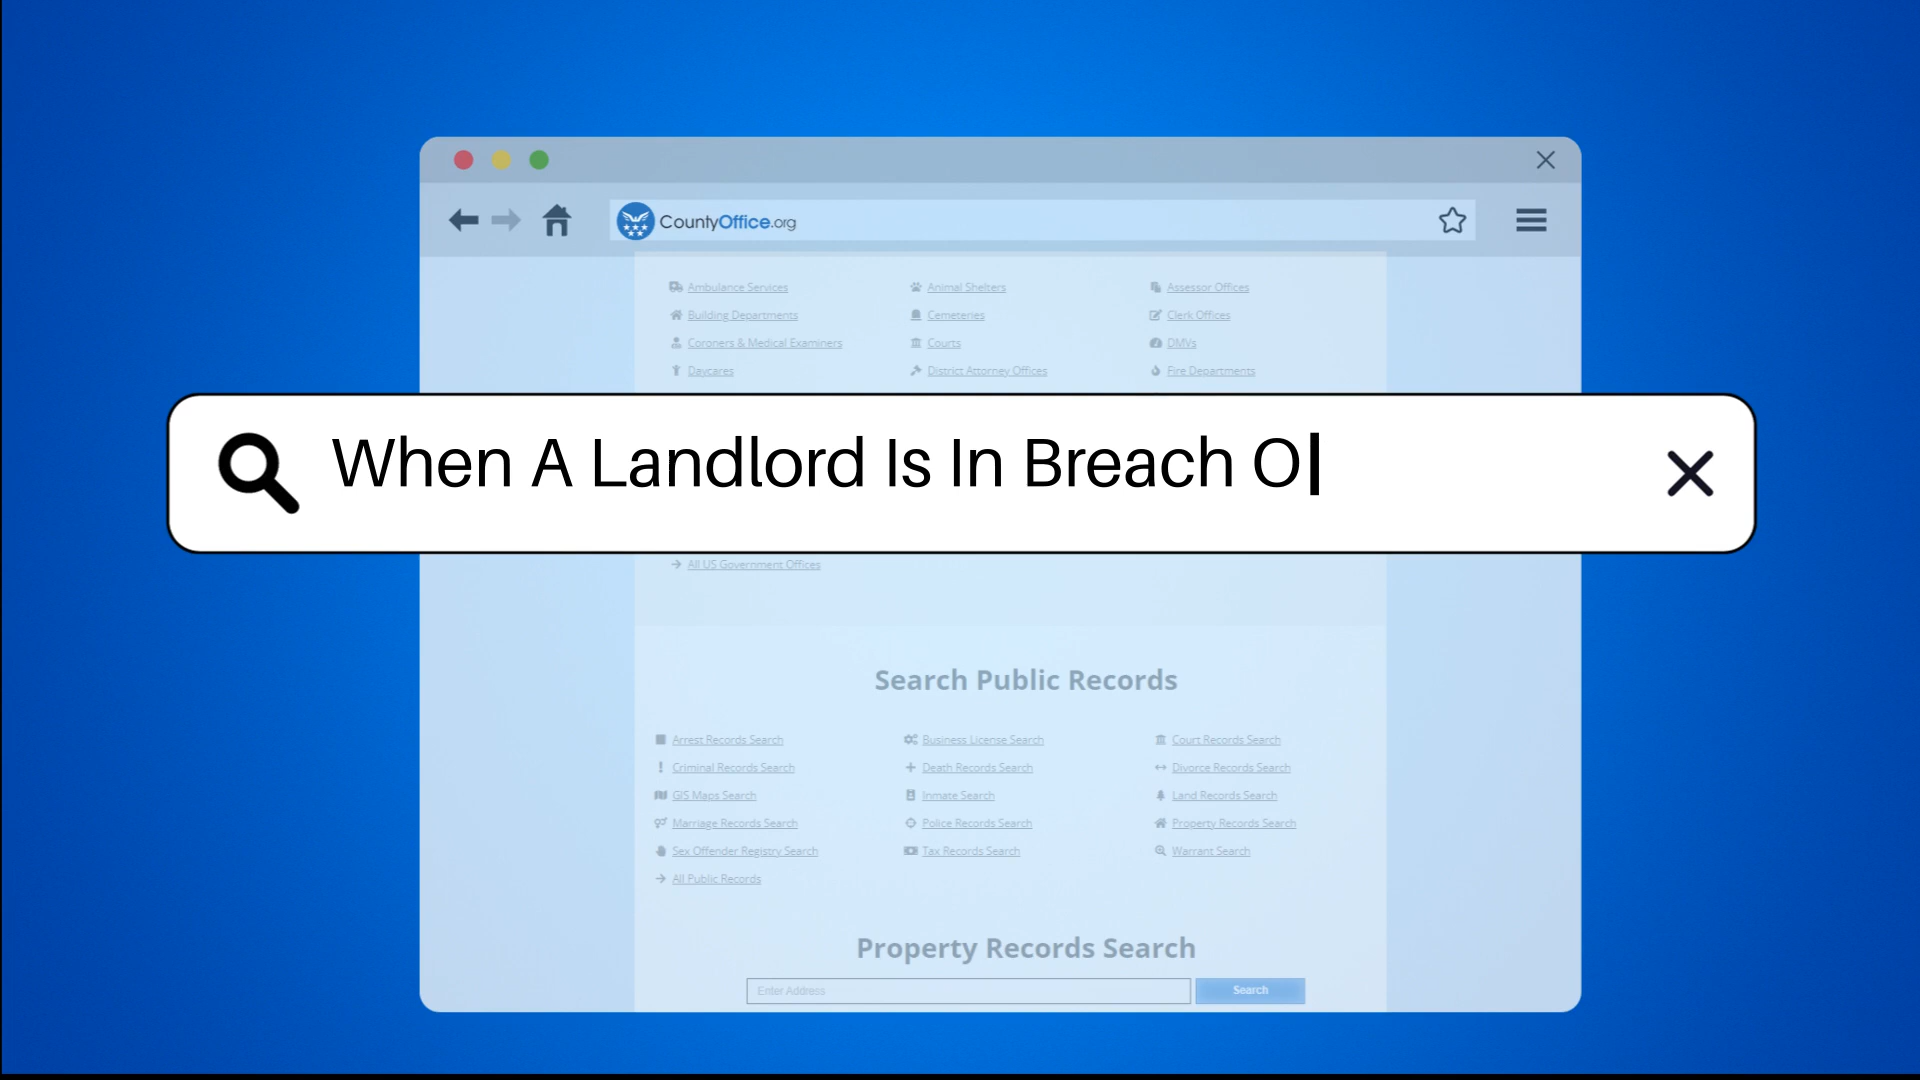 CountyOffice.org
Ambulance Services Animal Shelters Assessor Offices
Building Departments Cemeteries Clerk Offices
Coroners & Medical Examiners Courts DMVs
Daycares District Attorney Offices Fire Departments
When A Landlord Is In Breach O
All US Government Offices
Search Public Records
Arrest Records Search Business License Search Court Records Search
Criminal Records Search Death Records Search Divorce Records Search
GIS Maps Search Inmate Search Land Records Search
Marriage Records Search Police Records Search Property Records Search
Sex Offender Registry Search Tax Records Search Warrant Search
All Public Records
Property Records Search
Enter Address Search